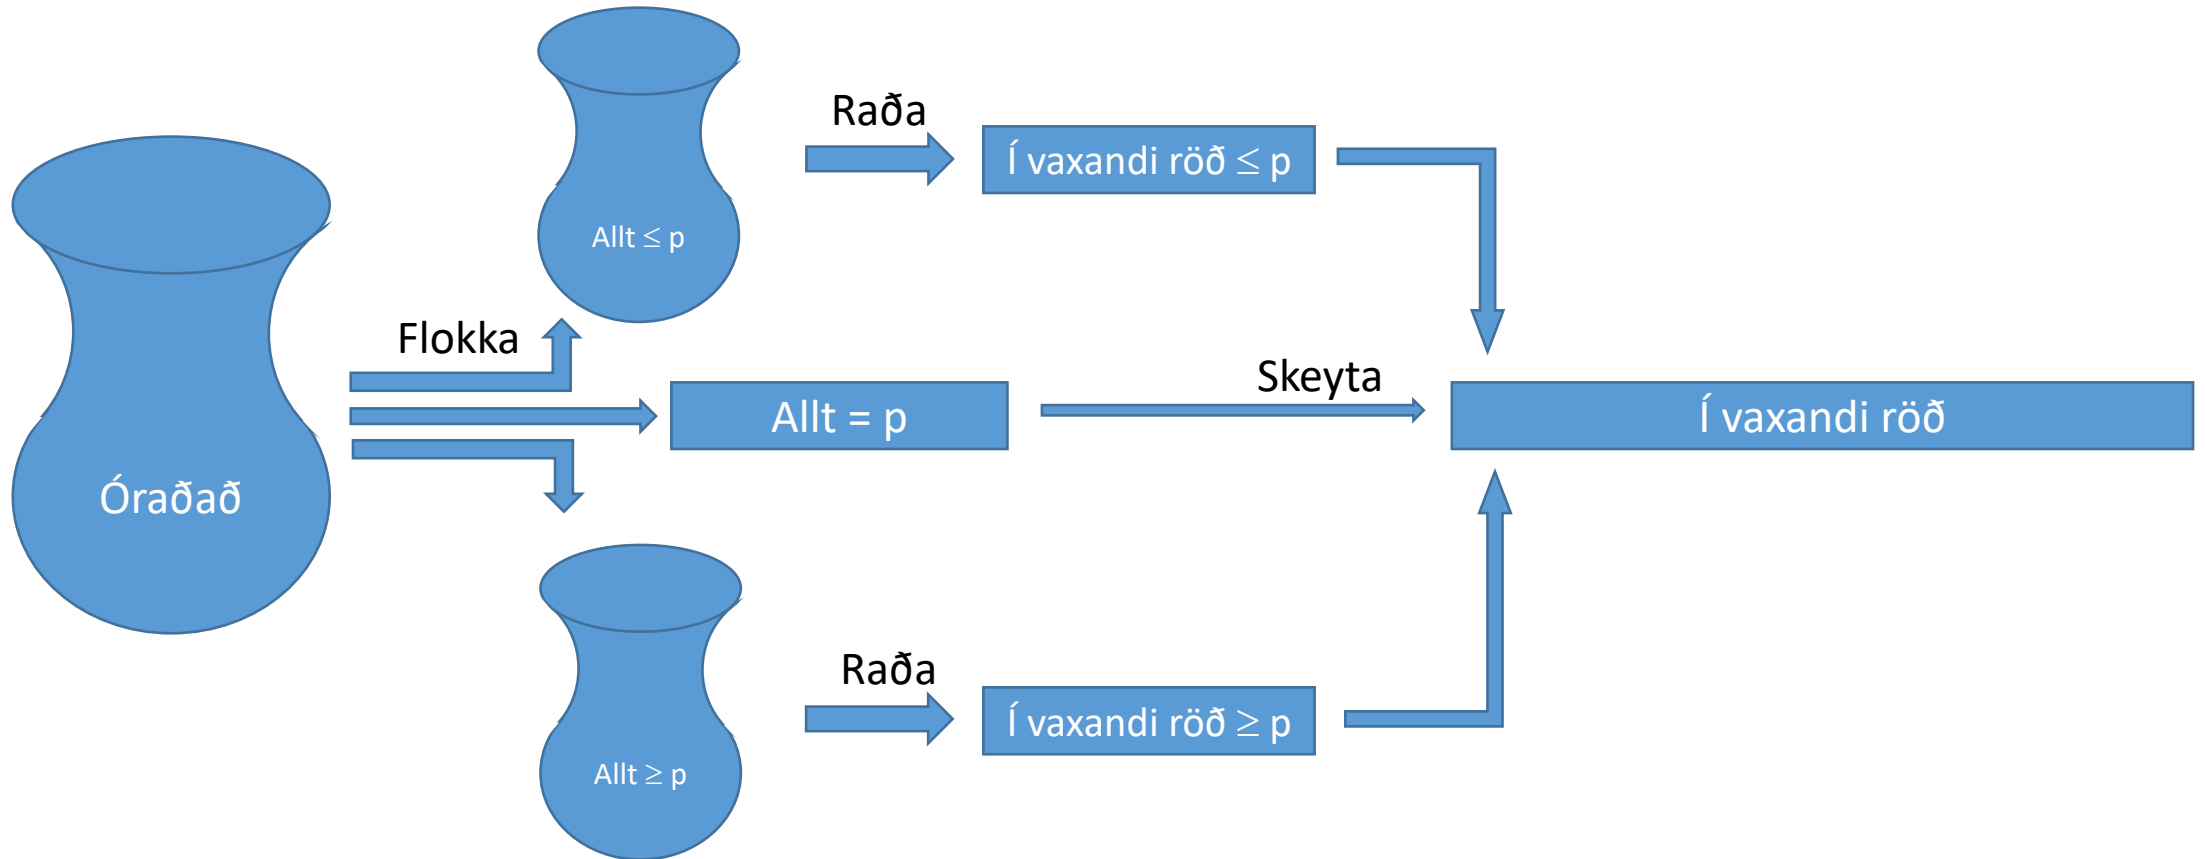 Óraðað
Flokka
Allt ≤ p
Raða
Í vaxandi röð ≤ p
Allt = p
Skeyta
Í vaxandi röð
Allt ≥ p
Raða
Í vaxandi röð ≥ p